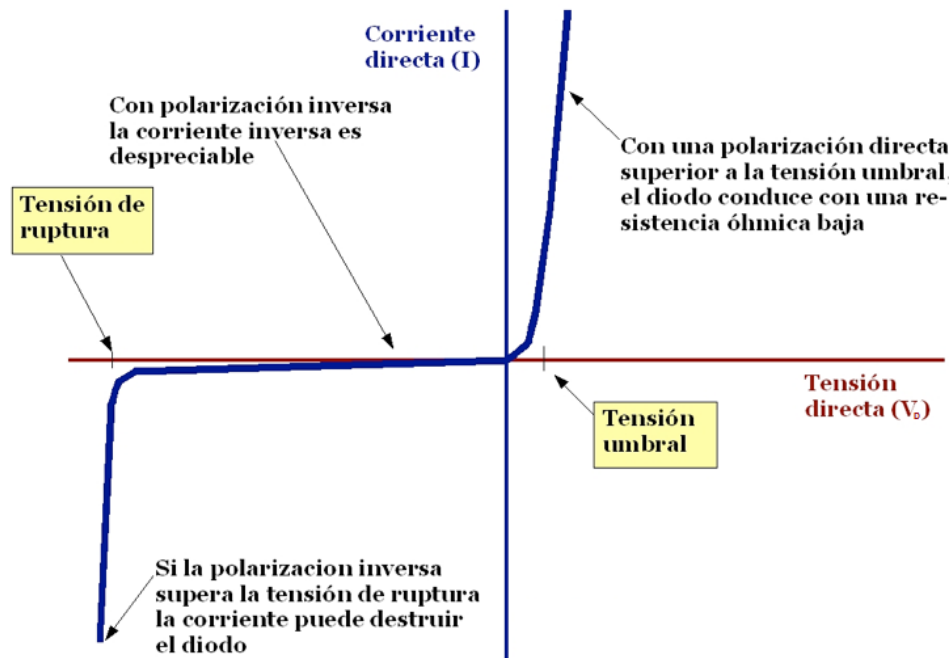 Corriente
directa (I)
Con polarización inversa
la corriente inversa es
despreciable
Con una polarización directa
superior a la tensión umbral,
el diodo conduce con una re-
sistencia óhmica baja
Tensión de
ruptura
Tensión
directa (V_D)
Tensión
umbral
Si la polarizacion inversa
supera la tensión de ruptura
la corriente puede destruir
el diodo